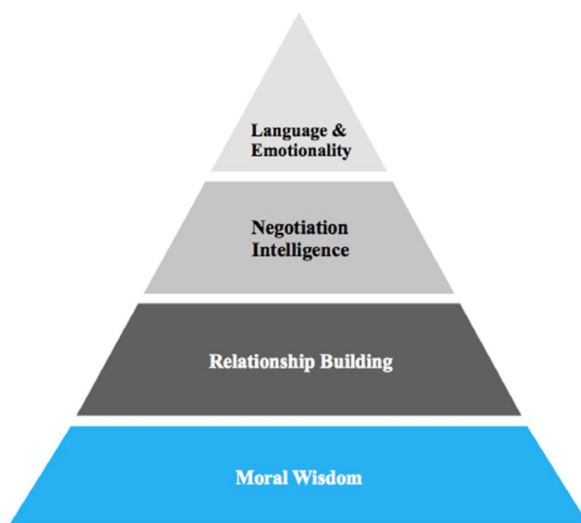 Language &
Emotionality
Negotiation
Intelligence
Relationship Building
Moral Wisdom